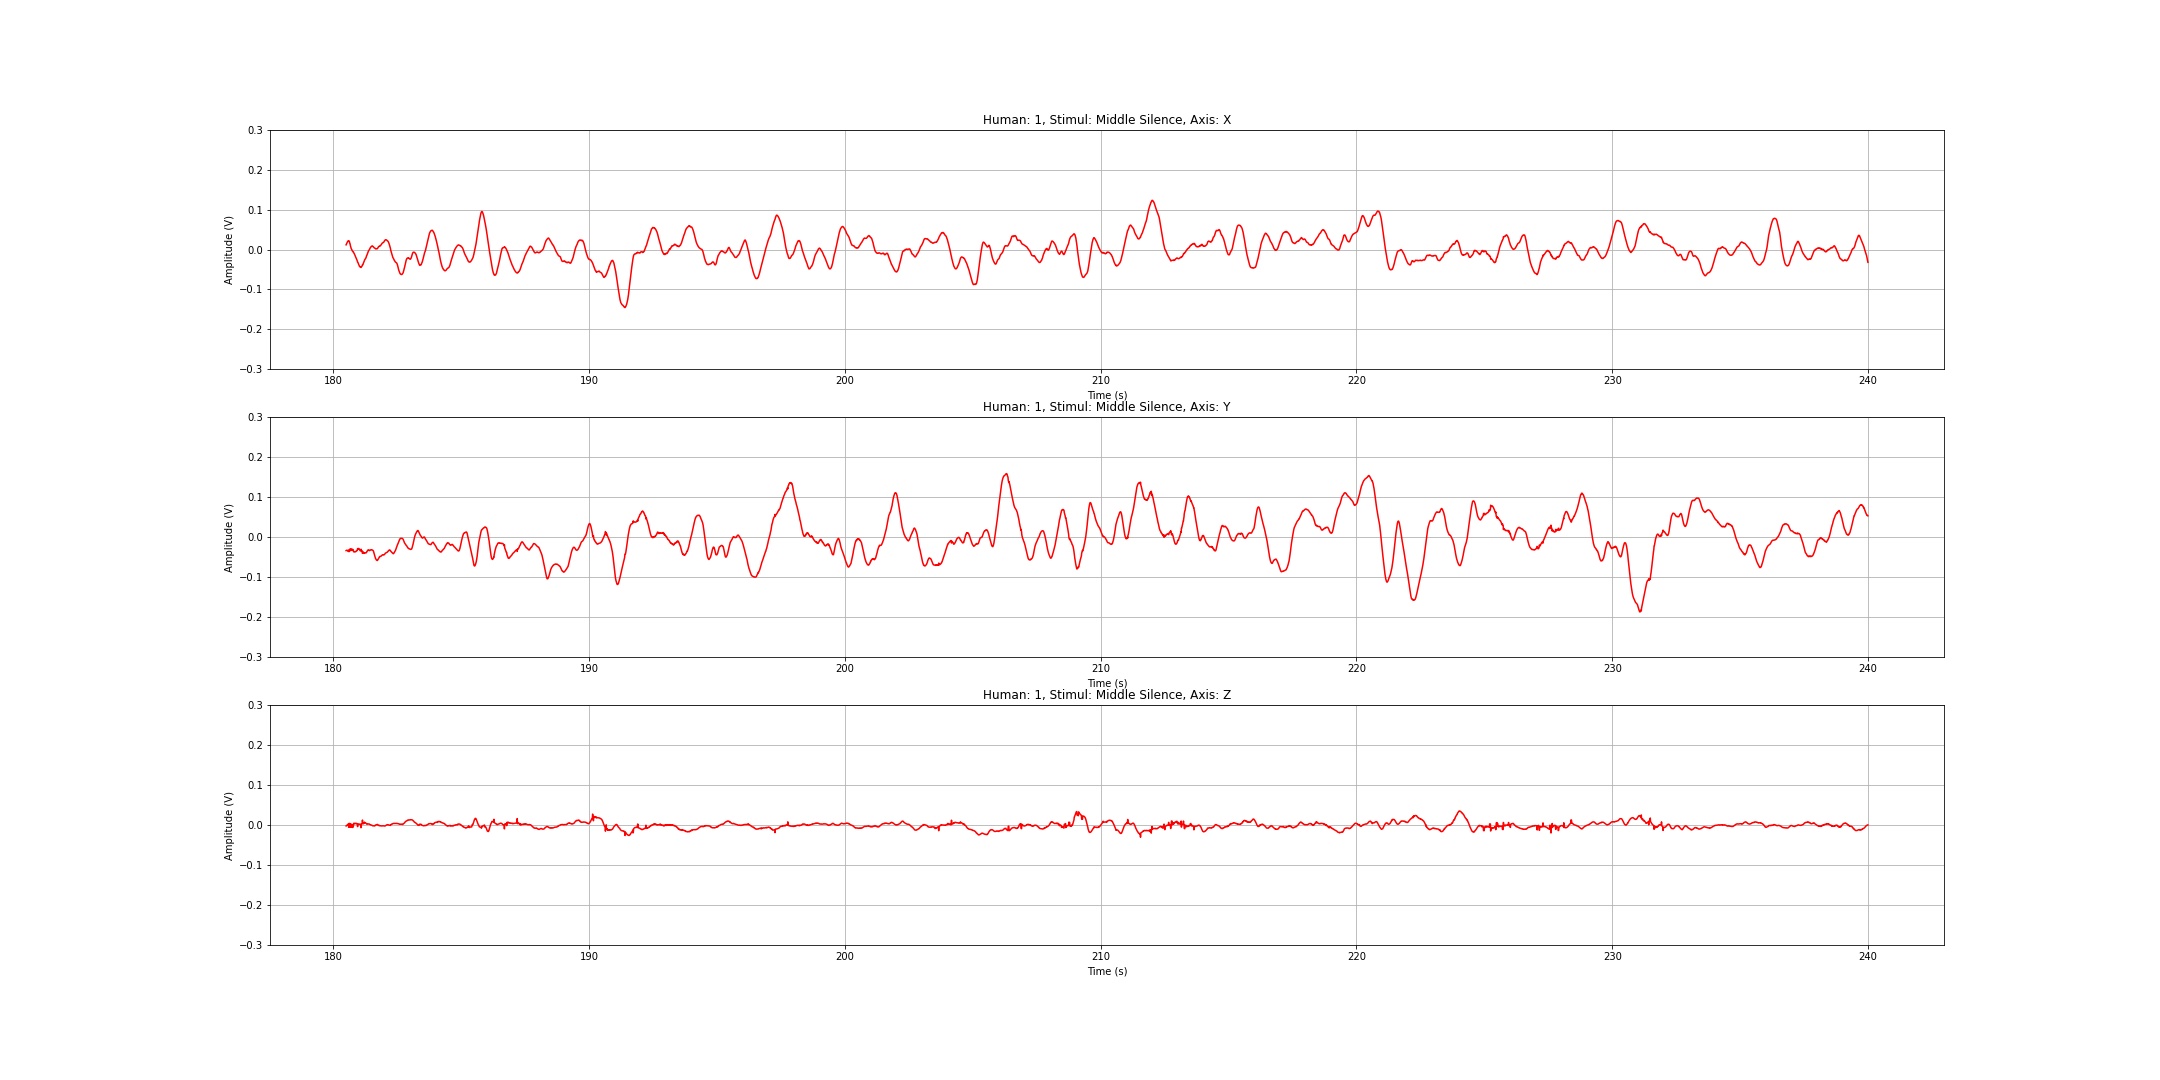 Human: 1, Stimul: Middle Silence, Axis: X
0.3
0.2
0.1
0.0
−0.1
−0.2
−0.3
Amplitude (V)
180 190 200 210 220 230 240
Time (s)
Human: 1, Stimul: Middle Silence, Axis: Y
0.3
0.2
0.1
0.0
−0.1
−0.2
−0.3
Amplitude (V)
180 190 200 210 220 230 240
Time (s)
Human: 1, Stimul: Middle Silence, Axis: Z
0.3
0.2
0.1
0.0
−0.1
−0.2
−0.3
Amplitude (V)
180 190 200 210 220 230 240
Time (s)